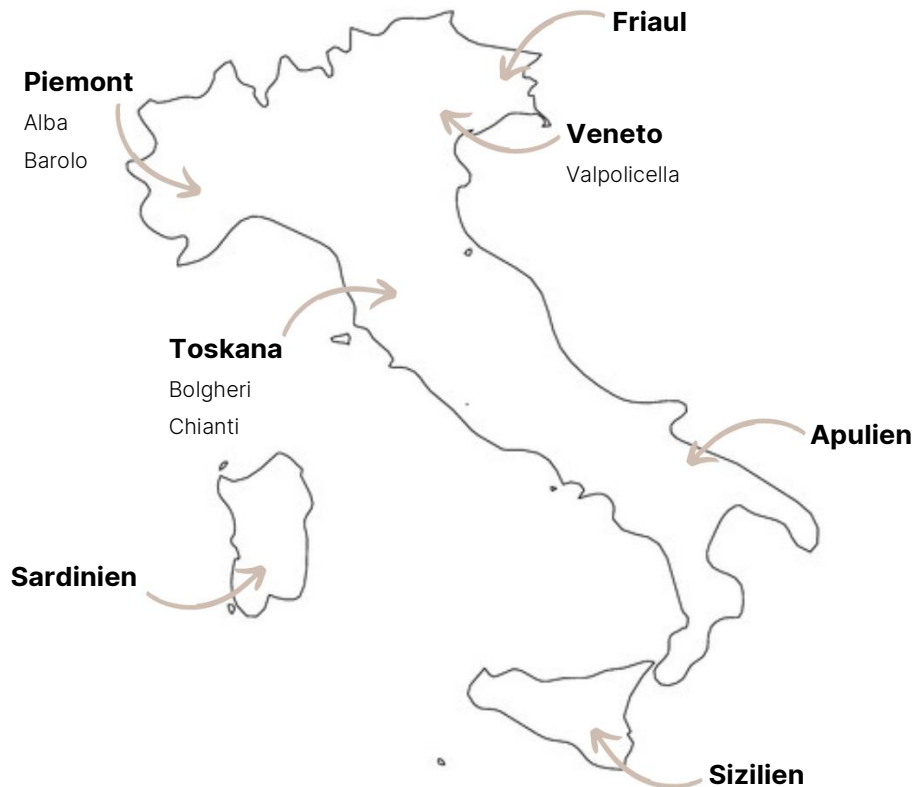 Friaul
Piemont
Alba
Barolo
Veneto
Valpolicella
Toskana
Bolgheri
Chianti
Apulien
Sardinien
Sizilien